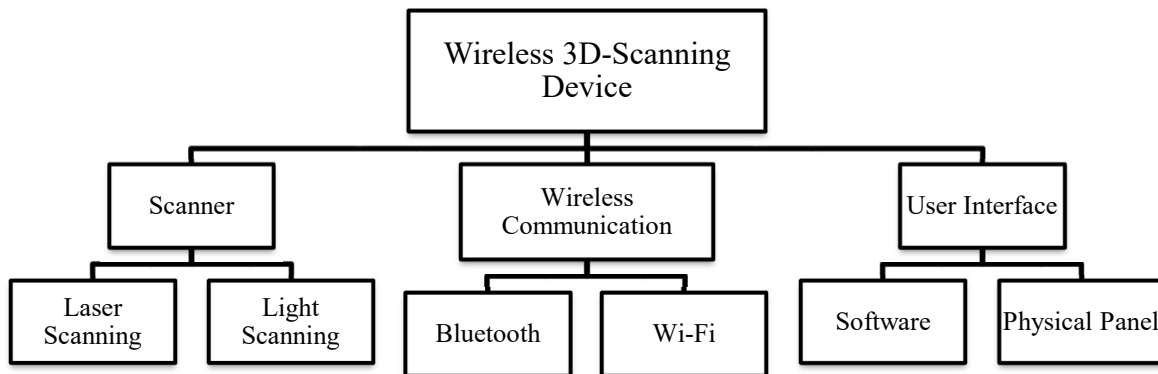 Wireless 3D-Scanning
Device
Scanner
Wireless
Communication
User Interface
Laser
Scanning
Light
Scanning
Bluetooth
Wi-Fi
Software
Physical Panel